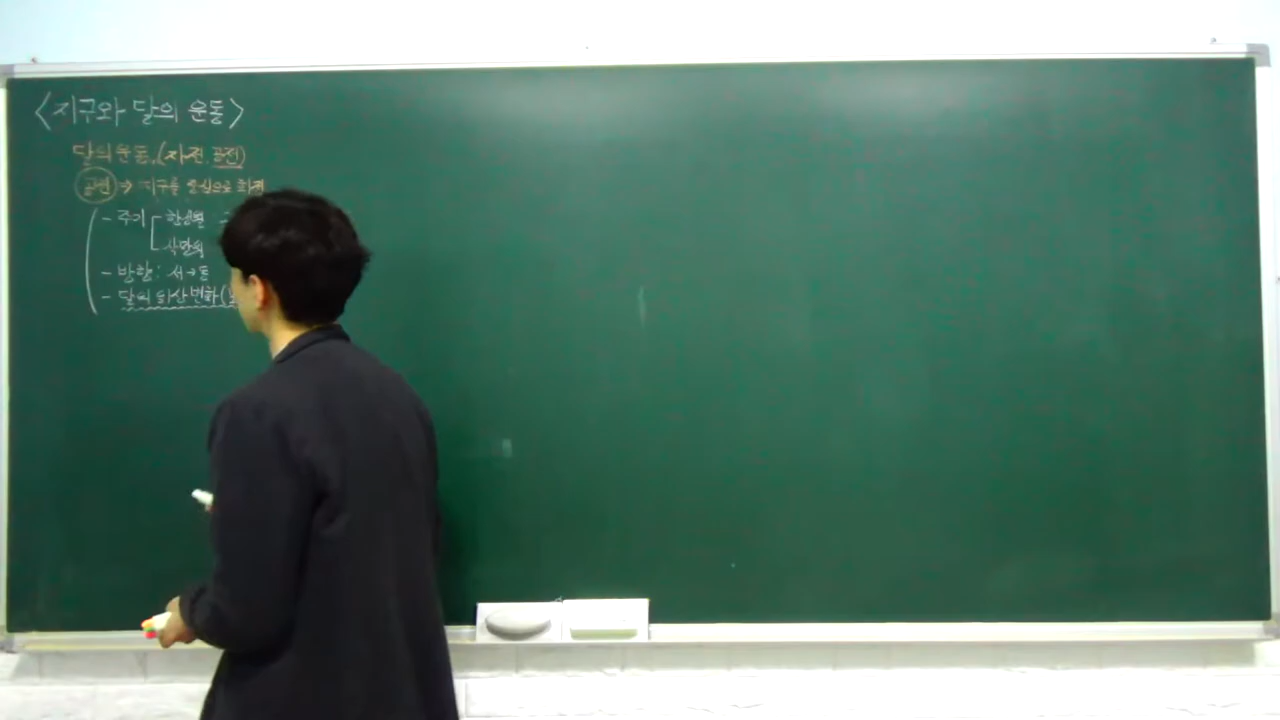 <지구와 달의 운동>
달의 운동 (자전, 공전)
공전 → 지구를 중심으로 회전
- 주기 항성월
삭망월
- 방향 : 서→동
- 달의 위상변화 (